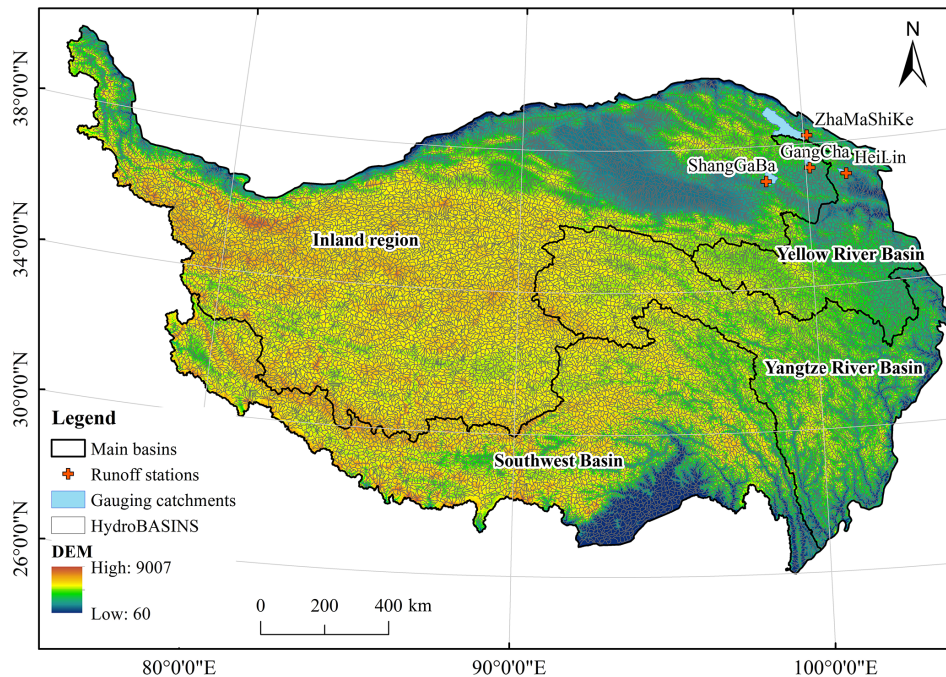 N
ZhaMaShiKe
GangCha
HeiLin
ShangGaBa
Inland region
Yellow River Basin
Yangtze River Basin
Southwest Basin
Legend
Main basins
Runoff stations
Gauging catchments
HydroBASINS
DEM
High: 9007
Low: 60
0 200 400 km
38°0'0"N
34°0'0"N
30°0'0"N
26°0'0"N
80°0'0"E
90°0'0"E
100°0'0"E